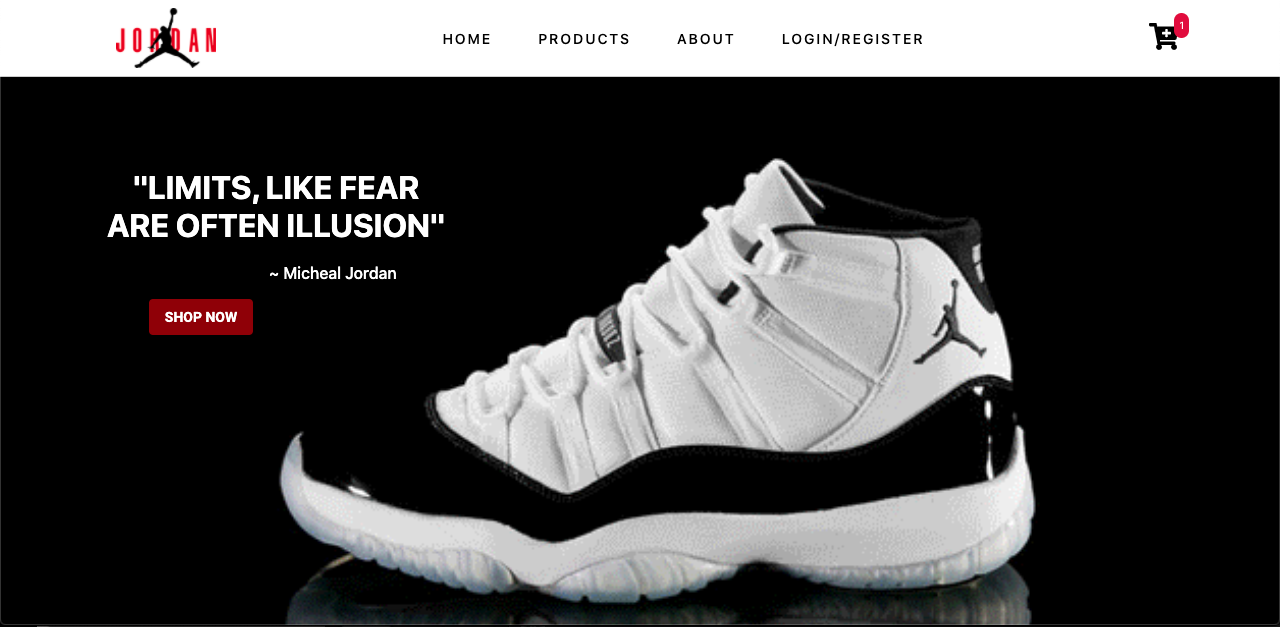 JORDAN
HOME
PRODUCTS
ABOUT
LOGIN/REGISTER
1
"LIMITS, LIKE FEAR
ARE OFTEN ILLUSION"
~ Micheal Jordan
SHOP NOW